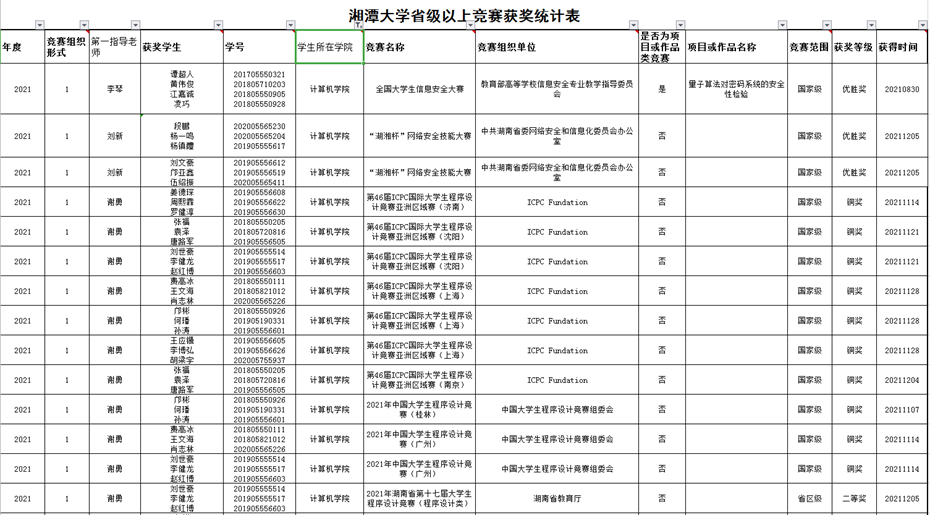 湘潭大学省级以上竞赛获奖统计表
年度 竞赛组织形式 第一指导老师 获奖学生 学号 学生所在学院 竞赛名称 竞赛组织单位 是否为项目或作品类竞赛 项目或作品名称 竞赛范围 获奖等级 获得时间
2021 1 李琴 谭超人 黄伟俊 江嘉诚 凌巧 201705550321 201805710203 201805550905 201805550928 计算机学院 全国大学生信息安全大赛 教育部高等学校信息安全专业教学指导委员会 是 量子算法对密码系统的安全性检验 国家级 优胜奖 20210830
2021 1 刘新 段鹏 杨一鸣 杨镇醴 202005565230 202005565204 201905555617 计算机学院 “湖湘杯”网络安全技能大赛 中共湖南省委网络安全和信息化委员会办公室 否 国家级 优胜奖 20211205
2021 1 刘新 刘文豪 邝亚鑫 伍绍振 201905556612 201905556519 202005565411 计算机学院 “湖湘杯”网络安全技能大赛 中共湖南省委网络安全和信息化委员会办公室 否 国家级 优胜奖 20211205
2021 1 谢勇 姜德琛 周熙霖 罗健淳 201905556608 201905556622 201905556630 计算机学院 第46届ICPC国际大学生程序设计竞赛亚洲区域赛（济南） ICPC Fundation 否 国家级 铜奖 20211114
2021 1 谢勇 张福 袁泽 唐路军 201805550205 201805720816 201905556505 计算机学院 第46届ICPC国际大学生程序设计竞赛亚洲区域赛（沈阳） ICPC Fundation 否 国家级 铜奖 20211121
2021 1 谢勇 刘世豪 李健龙 赵红博 201905555514 201905555517 201905556603 计算机学院 第46届ICPC国际大学生程序设计竞赛亚洲区域赛（沈阳） ICPC Fundation 否 国家级 铜奖 20211121
2021 1 谢勇 高冰 王文海 肖志林 201805550111 201805821012 202005565226 计算机学院 第46届ICPC国际大学生程序设计竞赛亚洲区域赛（上海） ICPC Fundation 否 国家级 铜奖 20211128
2021 1 谢勇 邝彬 何璠 孙涛 201805550926 201905190331 201905556601 计算机学院 第46届ICPC国际大学生程序设计竞赛亚洲区域赛（上海） ICPC Fundation 否 国家级 铜奖 20211128
2021 1 谢勇 王应 李博弘 胡梁宇 201905556605 201905556626 202005755937 计算机学院 第46届ICPC国际大学生程序设计竞赛亚洲区域赛（上海） ICPC Fundation 否 国家级 铜奖 20211128
2021 1 谢勇 张福 袁泽 唐路军 201805550205 201805720816 201905556505 计算机学院 第46届ICPC国际大学生程序设计竞赛亚洲区域赛（南京） ICPC Fundation 否 国家级 铜奖 20211204
2021 1 谢勇 邝彬 何璠 孙涛 201805550926 201905190331 201905556601 计算机学院 2021年中国大学生程序设计竞赛（桂林） 中国大学生程序设计竞赛组委会 否 国家级 铜奖 20211107
2021 1 谢勇 高冰 王文海 肖志林 201805550111 201805821012 202005565226 计算机学院 2021年中国大学生程序设计竞赛（广州） 中国大学生程序设计竞赛组委会 否 国家级 铜奖 20211114
2021 1 谢勇 刘世豪 李健龙 赵红博 201905555514 201905555517 201905556603 计算机学院 2021年中国大学生程序设计竞赛（广州） 中国大学生程序设计竞赛组委会 否 国家级 铜奖 20211114
2021 1 谢勇 刘世豪 李健龙 赵红博 201905555514 201905555517 201905556603 计算机学院 2021年湖南省第十七届大学生程序设计竞赛（程序设计类） 湖南省教育厅 否 省区级 二等奖 20211205